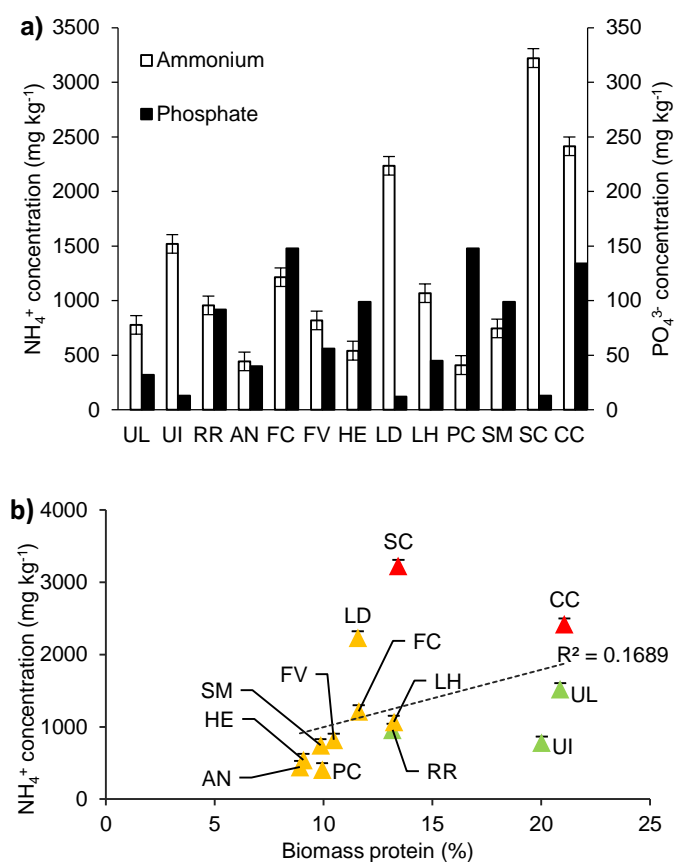 a)
3500
3000
2500
2000
1500
1000
500
0
NH₄⁺ concentration (mg kg⁻¹)
Ammonium
Phosphate
350
300
250
200
150
100
50
0
PO₄³⁻ concentration (mg kg⁻¹)
UL UI RR AN FC FV HE LD LH PC SM SC CC
b)
4000
3000
2000
1000
0
NH₄⁺ concentration (mg kg⁻¹)
SC
CC
LD
FC
R² = 0.1689
FV
LH
SM
UL
HE
UI
AN
PC
RR
0 5 10 15 20 25
Biomass protein (%)